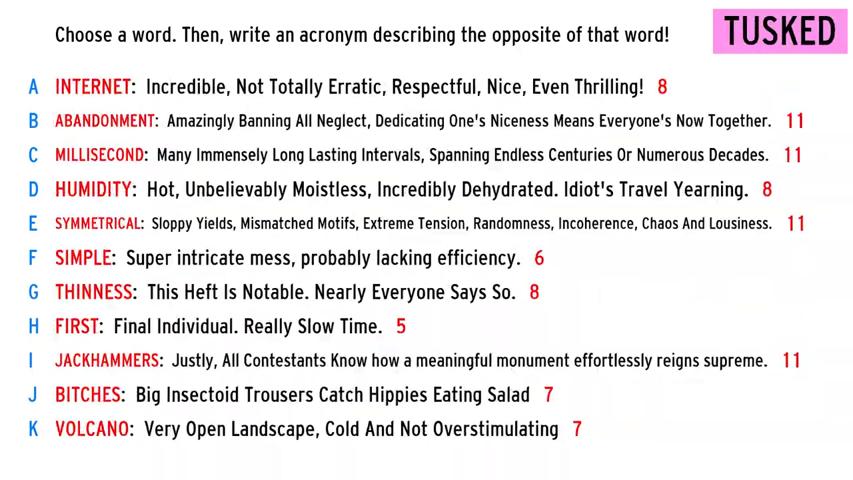 Choose a word. Then, write an acronym describing the opposite of that word!
TUSKED
A INTERNET: Incredible, Not Totally Erratic, Respectful, Nice, Even Thrilling! 8
B ABANDONMENT: Amazingly Banning All Neglect, Dedicating One's Niceness Means Everyone's Now Together. 11
C MILLISECOND: Many Immensely Long Lasting Intervals, Spanning Endless Centuries Or Numerous Decades. 11
D HUMIDITY: Hot, Unbelievably Moistless, Incredibly Dehydrated. Idiot's Travel Yearning. 8
E SYMMETRICAL: Sloppy Yields, Mismatched Motifs, Extreme Tension, Randomness, Incoherence, Chaos And Lousiness. 11
F SIMPLE: Super intricate mess, probably lacking efficiency. 6
G THINNESS: This Heft Is Notable. Nearly Everyone Says So. 8
H FIRST: Final Individual. Really Slow Time. 5
I JACKHAMMERS: Justly, All Contestants Know how a meaningful monument effortlessly reigns supreme. 11
J BITCHES: Big Insectoid Trousers Catch Hippies Eating Salad 7
K VOLCANO: Very Open Landscape, Cold And Not Overstimulating 7